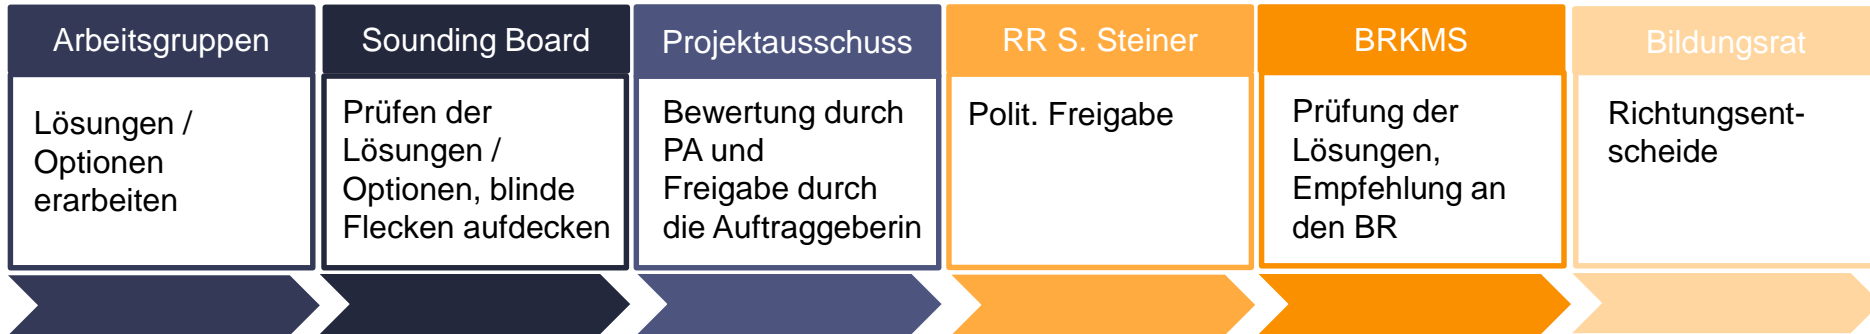 Arbeitsgruppen
Lösungen /
Optionen
erarbeiten
Sounding Board
Prüfen der
Lösungen /
Optionen, blinde
Flecken aufdecken
Projektausschuss
Bewertung durch
PA und
Freigabe durch
die Auftraggeberin
RR S. Steiner
Polit. Freigabe
BRKMS
Prüfung der
Lösungen,
Empfehlung an
den BR
Bildungsrat
Richtungsent-
scheide